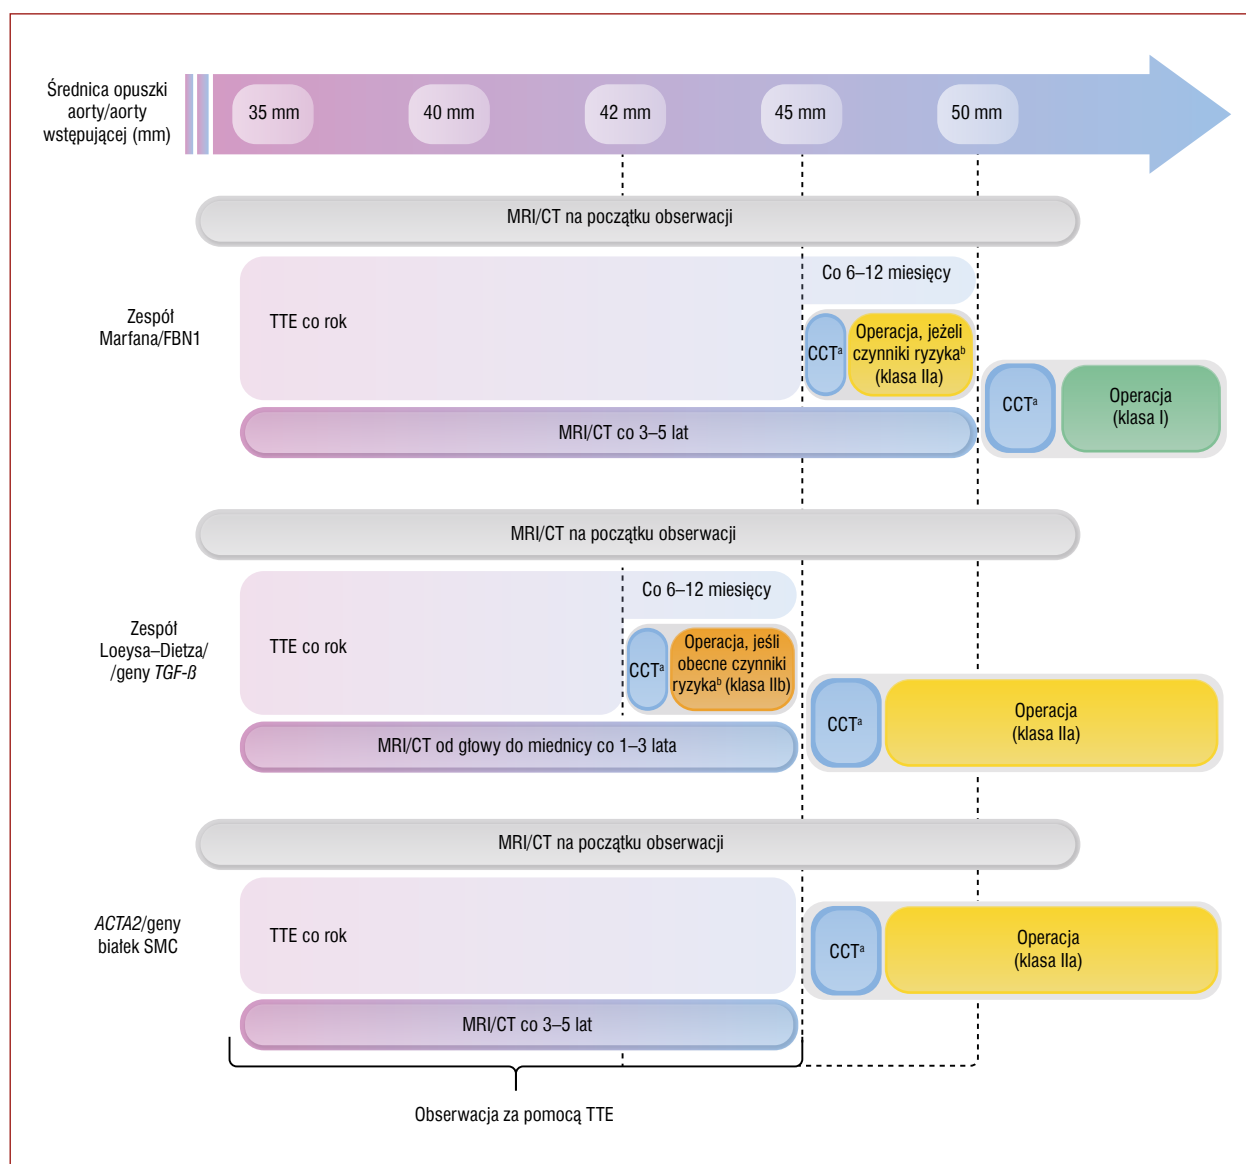 Średnica opuszki
aorty/aorty
wstępującej (mm)
35 mm
40 mm
42 mm
45 mm
50 mm
MRI/CT na początku obserwacji
Zespół
Marfana/FBN1
TTE co rok
Co 6–12 miesięcy
CCTᵃ
Operacja, jeżeli
czynniki ryzykaᵇ
(klasa IIa)
MRI/CT co 3–5 lat
CCTᵃ
Operacja
(klasa I)
MRI/CT na początku obserwacji
Zespół
Loeysa–Dietza/
/geny TGF-ß
TTE co rok
Co 6–12 miesięcy
CCTᵃ
Operacja, jeśli
obecne czynniki
ryzykaᵇ (klasa IIb)
MRI/CT od głowy do miednicy co 1–3 lata
CCTᵃ
Operacja
(klasa IIa)
MRI/CT na początku obserwacji
ACTA2/geny
białek SMC
TTE co rok
CCTᵃ
Operacja
(klasa IIa)
MRI/CT co 3–5 lat
Obserwacja za pomocą TTE